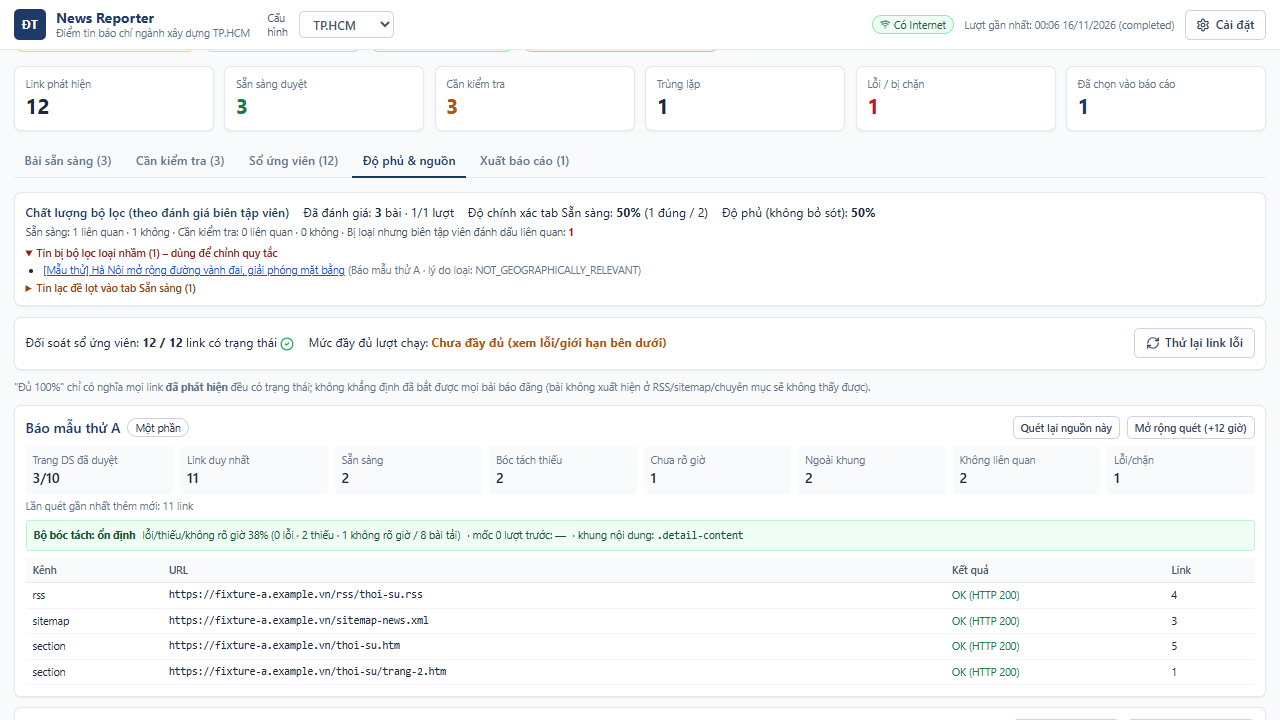 ĐT
News Reporter
Điểm tin báo chí ngành xây dựng TP.HCM
Cấu hình
TP.HCM
Có Internet
Lượt gần nhất: 00:06 16/11/2026 (completed)
Cài đặt
Link phát hiện
12
Sẵn sàng duyệt
3
Cần kiểm tra
3
Trùng lặp
1
Lỗi / bị chặn
1
Đã chọn vào báo cáo
1
Bài sẵn sàng (3)
Cần kiểm tra (3)
Sổ ứng viên (12)
Độ phủ & nguồn
Xuất báo cáo (1)
Chất lượng bộ lọc (theo đánh giá biên tập viên) Đã đánh giá: 3 bài · 1/1 lượt Độ chính xác tab Sẵn sàng: 50% (1 đúng / 2) Độ phủ (không bỏ sót): 50%
Sẵn sàng: 1 liên quan · 1 không · Cần kiểm tra: 0 liên quan · 0 không · Bị loại nhưng biên tập viên đánh dấu liên quan: 1
▼ Tin bị bộ lọc loại nhầm (1) – dùng để chỉnh quy tắc
• [Mẫu thử] Hà Nội mở rộng đường vành đai, giải phóng mặt bằng (Báo mẫu thử A · lý do loại: NOT_GEOGRAPHICALLY_RELEVANT)
▶ Tin lạc đề lọt vào tab Sẵn sàng (1)
Đối soát sổ ứng viên: 12 / 12 link có trạng thái Mức đầy đủ lượt chạy: Chưa đầy đủ (xem lỗi/giới hạn bên dưới)
Thử lại link lỗi
"Đủ 100%" chỉ có nghĩa mọi link đã phát hiện đều có trạng thái; không khẳng định đã bắt được mọi bài báo đăng (bài không xuất hiện ở RSS/sitemap/chuyên mục sẽ không thấy được).
Báo mẫu thử A
Một phần
Quét lại nguồn này
Mở rộng quét (+12 giờ)
Trang DS đã duyệt
3/10
Link duy nhất
11
Sẵn sàng
2
Bóc tách thiếu
2
Chưa rõ giờ
1
Ngoài khung
2
Không liên quan
2
Lỗi/chặn
1
Lần quét gần nhất thêm mới: 11 link
Bộ bóc tách: ổn định lỗi/thiếu/không rõ giờ 38% (0 lỗi · 2 thiếu · 1 không rõ giờ / 8 bài tải) · mốc 0 lượt trước: — · khung nội dung: .detail-content
Kênh URL Kết quả Link
rss https://fixture-a.example.vn/rss/thoi-su.rss OK (HTTP 200) 4
sitemap https://fixture-a.example.vn/sitemap-news.xml OK (HTTP 200) 3
section https://fixture-a.example.vn/thoi-su.htm OK (HTTP 200) 5
section https://fixture-a.example.vn/thoi-su/trang-2.htm OK (HTTP 200) 1